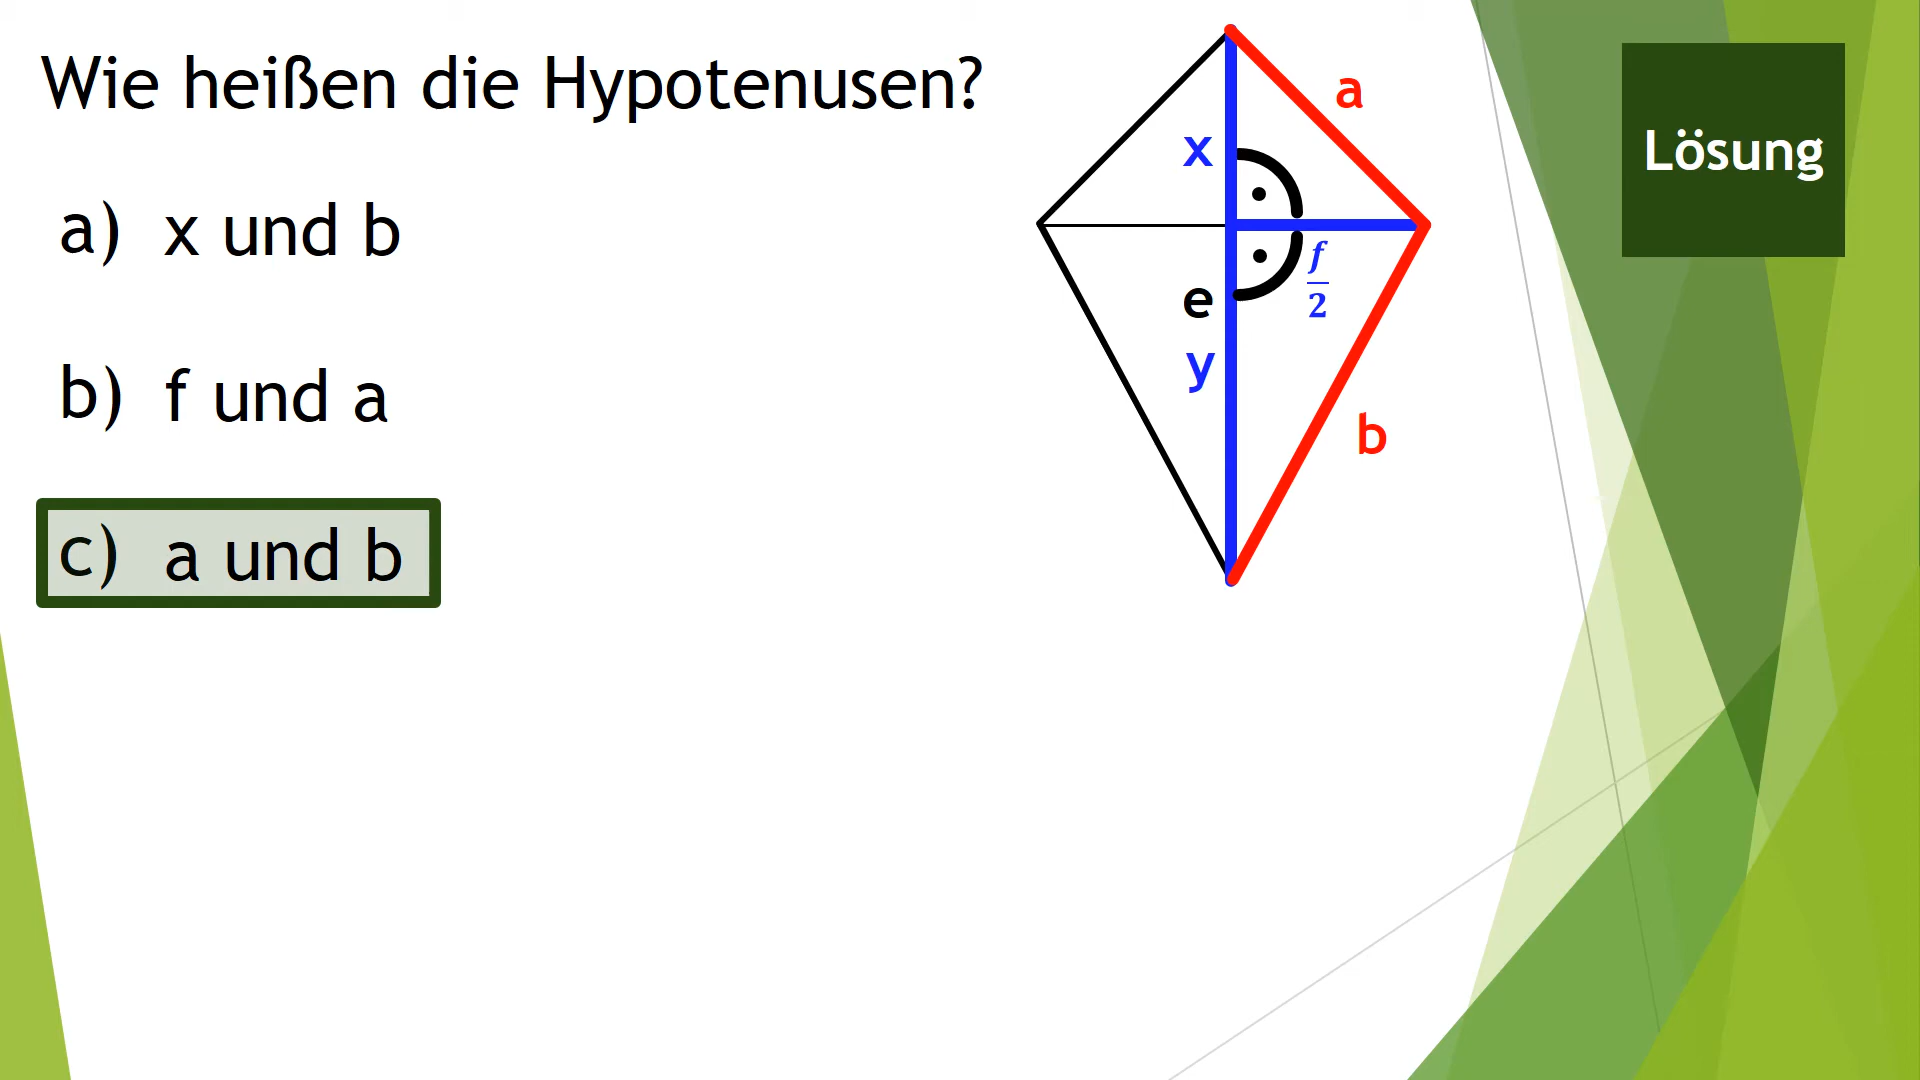 Wie heißen die Hypotenusen?
a) x und b
b) f und a
c) a und b
a
x
f
2
e
y
b
Lösung